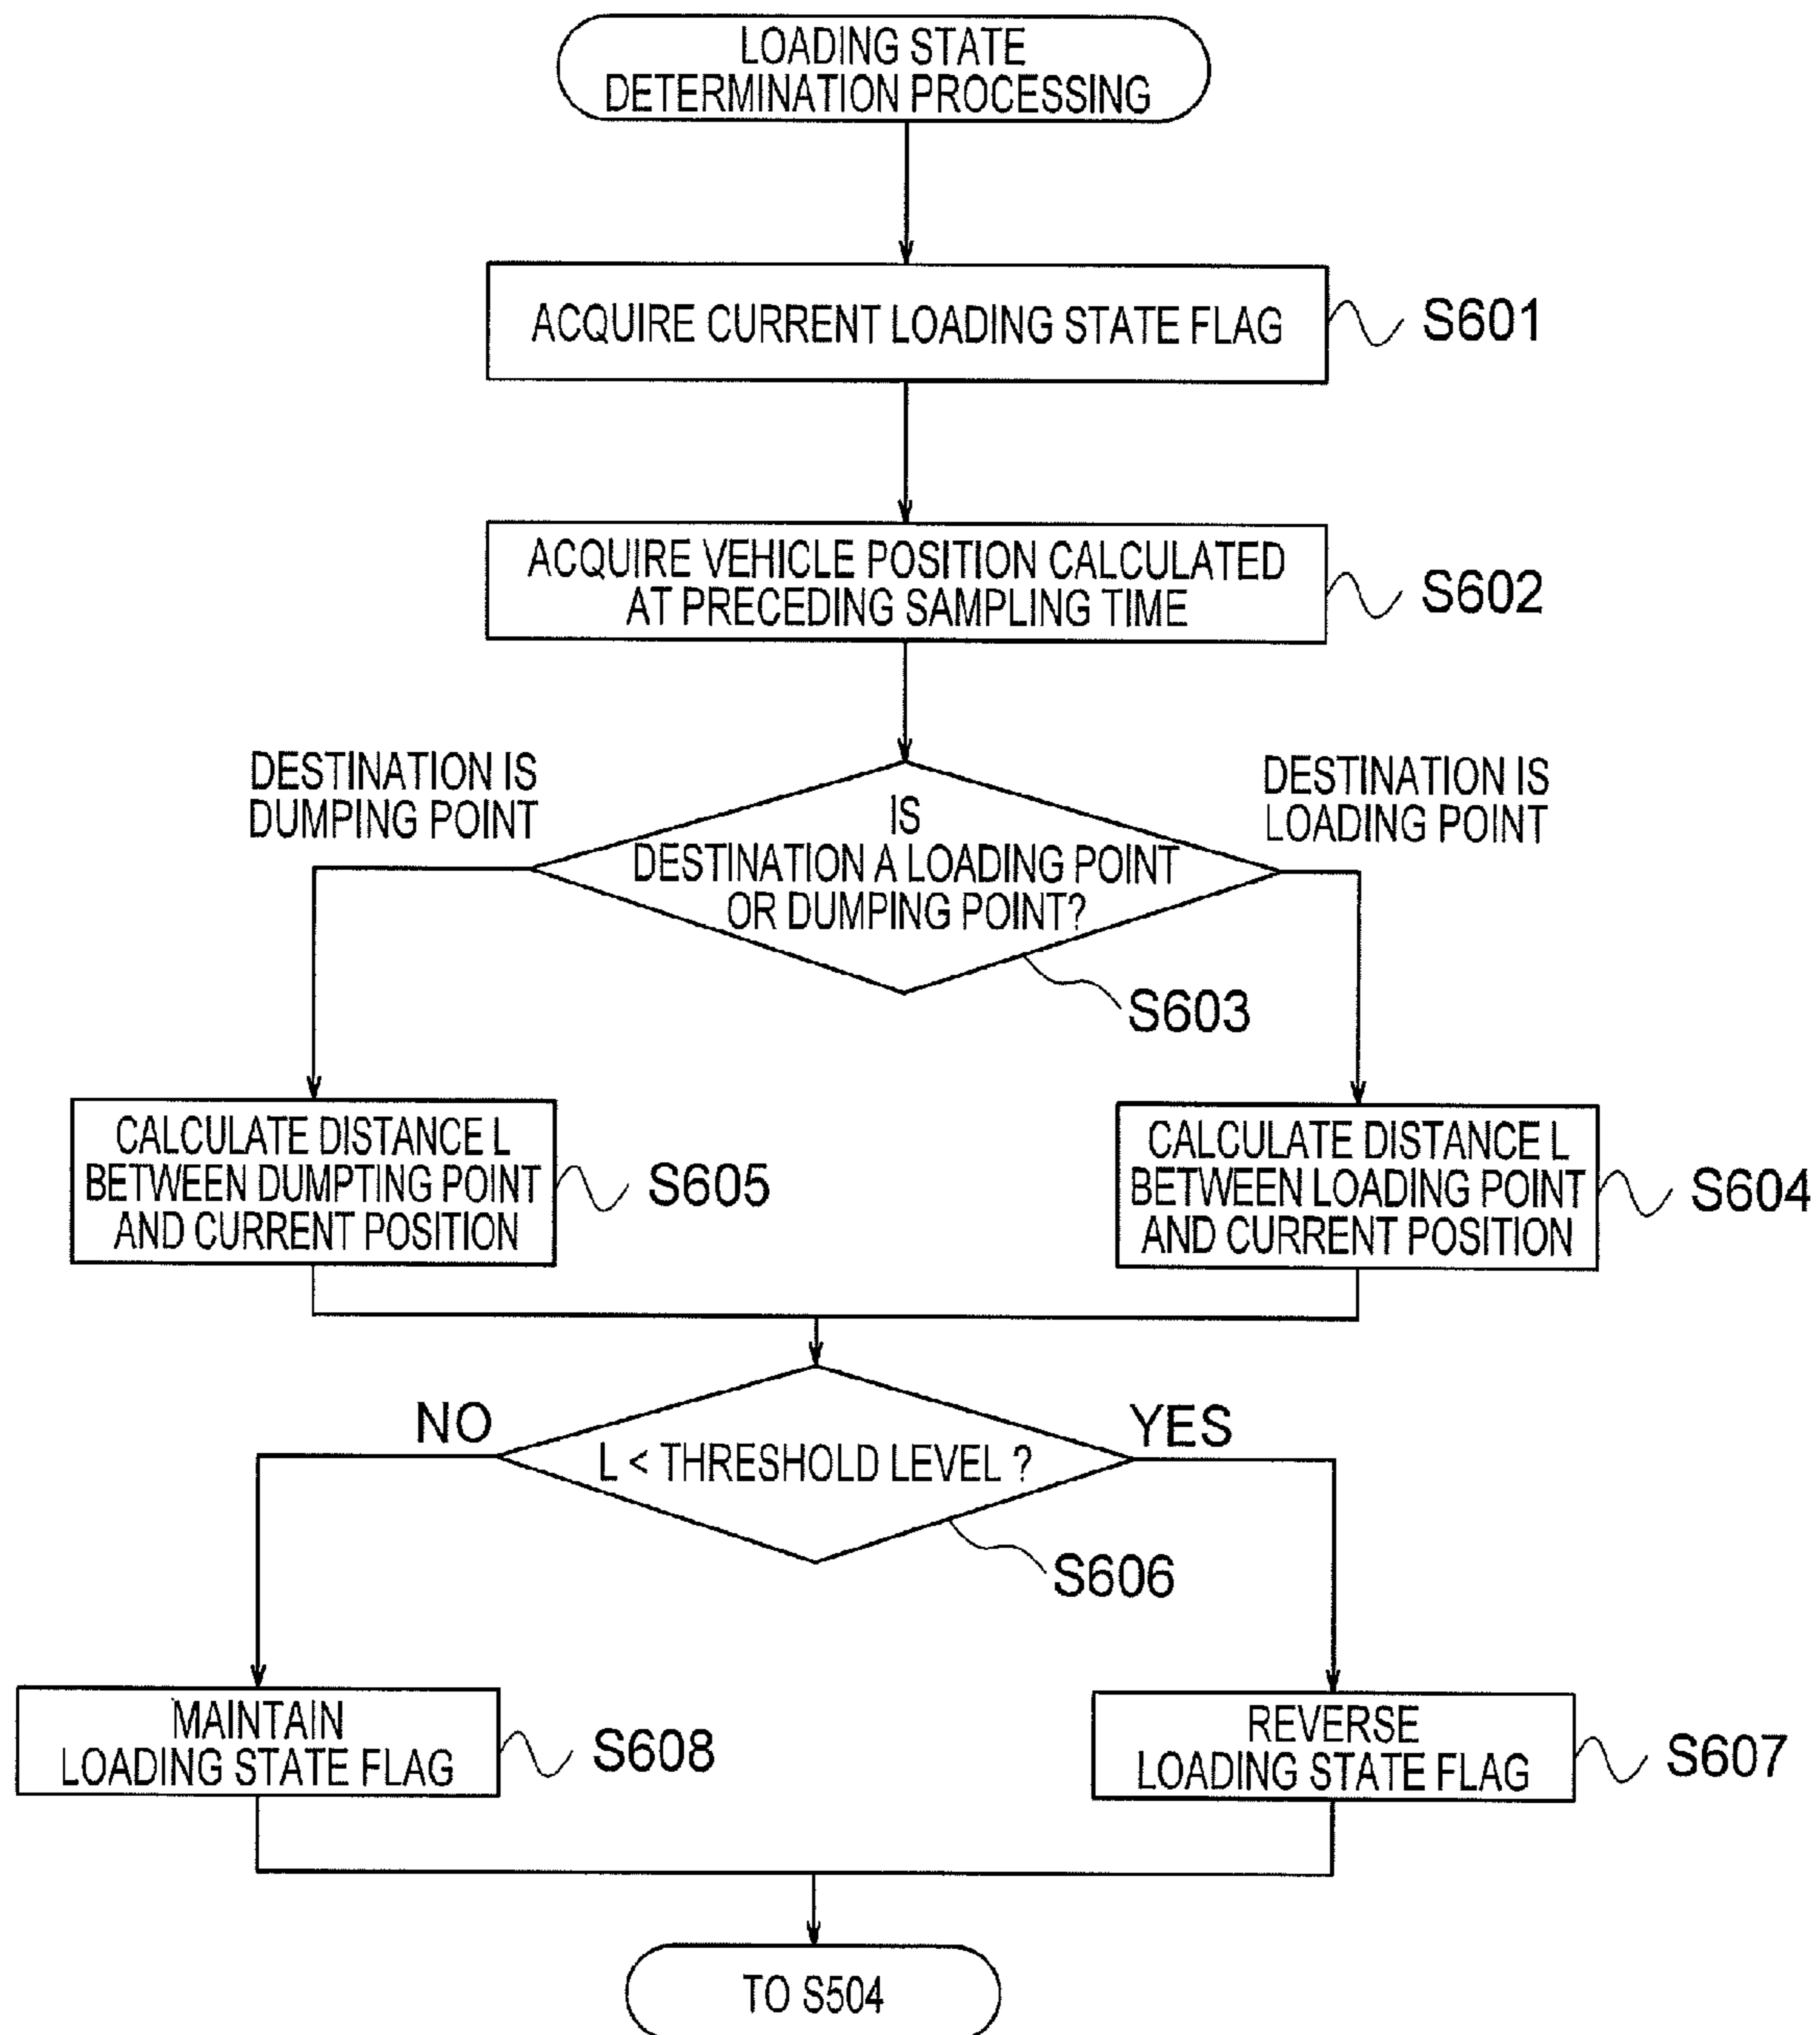 LOADING STATE
DETERMINATION PROCESSING
ACQUIRE CURRENT LOADING STATE FLAG
S601
ACQUIRE VEHICLE POSITION CALCULATED
AT PRECEDING SAMPLING TIME
S602
DESTINATION IS
DUMPING POINT
IS
DESTINATION A LOADING POINT
OR DUMPING POINT?
DESTINATION IS
LOADING POINT
S603
CALCULATE DISTANCE L
BETWEEN DUMPTING POINT
AND CURRENT POSITION
S605
CALCULATE DISTANCE L
BETWEEN LOADING POINT
AND CURRENT POSITION
S604
NO
L < THRESHOLD LEVEL ?
YES
S606
MAINTAIN
LOADING STATE FLAG
S608
REVERSE
LOADING STATE FLAG
S607
TO S504